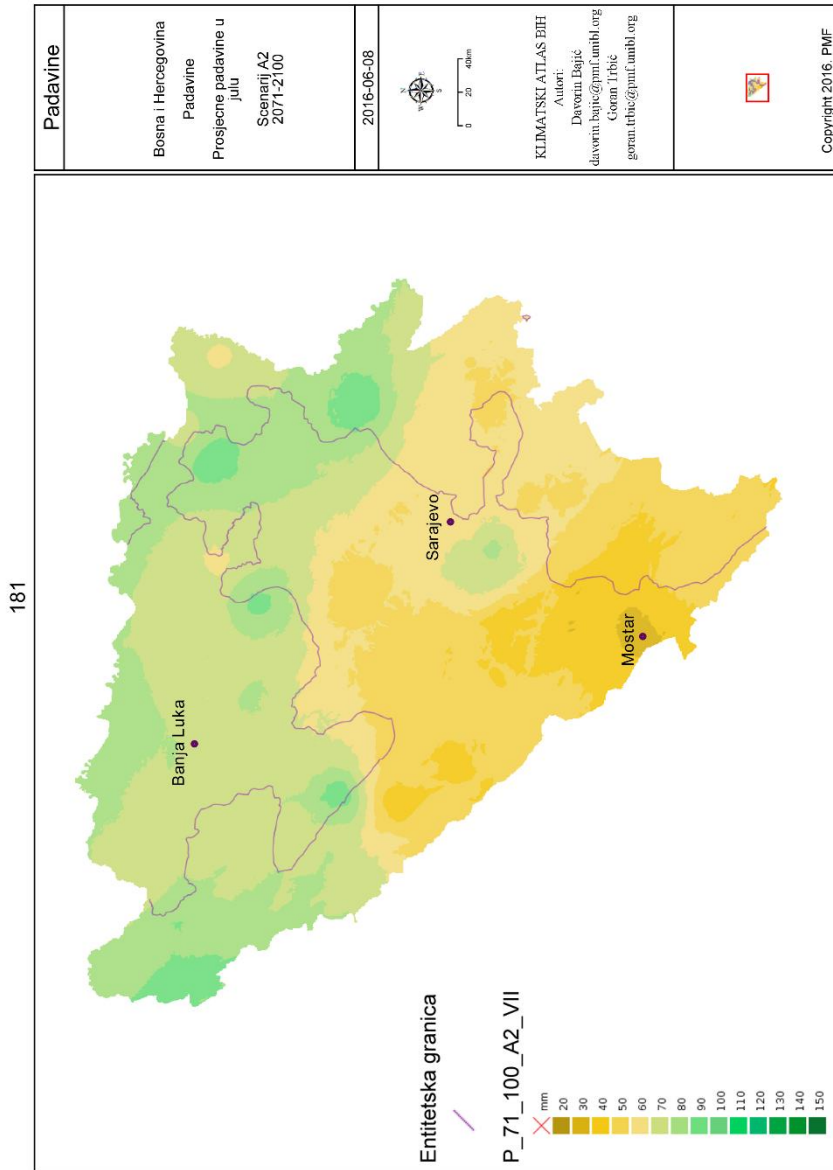 181
Padavine
Bosna i Hercegovina
Padavine
Prosjecne padavine u
julu
Scenarij A2
2071-2100
2016-06-08
N
W
E
S
0 20 40km
KLIMATSKI ATLAS BIH
Autori:
Davorin Bajić
davorin.bajic@pmf.unibl.org
Goran Trbić
goran.trbic@pmf.unibl.org
Copyright 2016. PMF
Banja Luka
Sarajevo
Mostar
Entitetska granica
P_71_100_A2_VII
mm
20
30
40
50
60
70
80
90
100
110
120
130
140
150